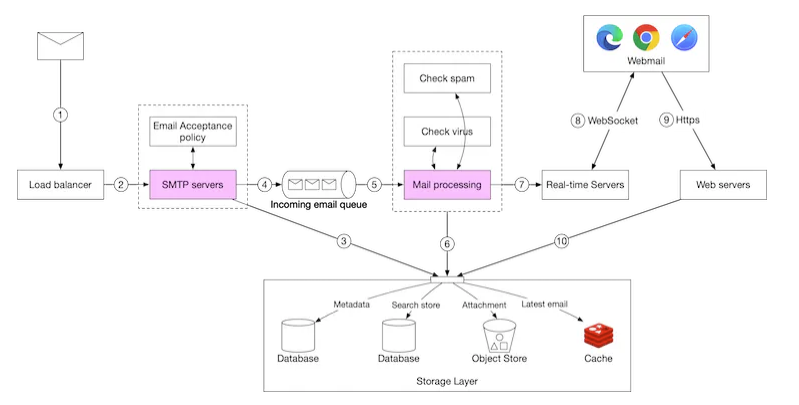 Webmail
Check spam
1
8
WebSocket
9
Https
Email Acceptance
policy
Check virus
Load balancer
2
SMTP servers
4
5
Mail processing
7
Real-time Servers
Web servers
Incoming email queue
3
6
10
Metadata
Search store
Attachment
Latest email
Database
Database
Object Store
Cache
Storage Layer